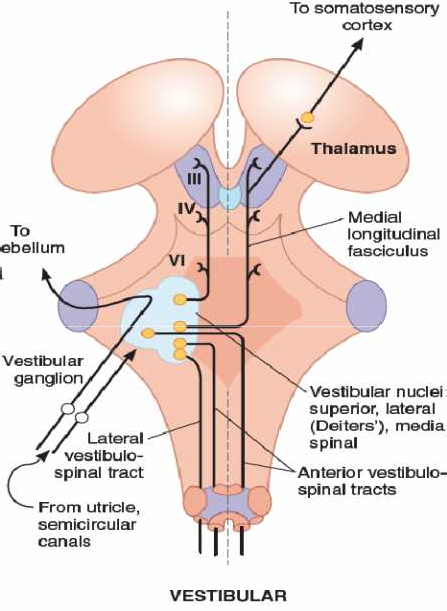 To somatosensory
cortex
Thalamus
III
IV
VI
To
ebellum
Medial
longitudinal
fasciculus
Vestibular
ganglion
Vestibular nuclei:
superior, lateral
(Deiters'), media
spinal
Lateral
vestibulo-
spinal tract
Anterior vestibulo-
spinal tracts
From utricle,
semicircular
canals
VESTIBULAR